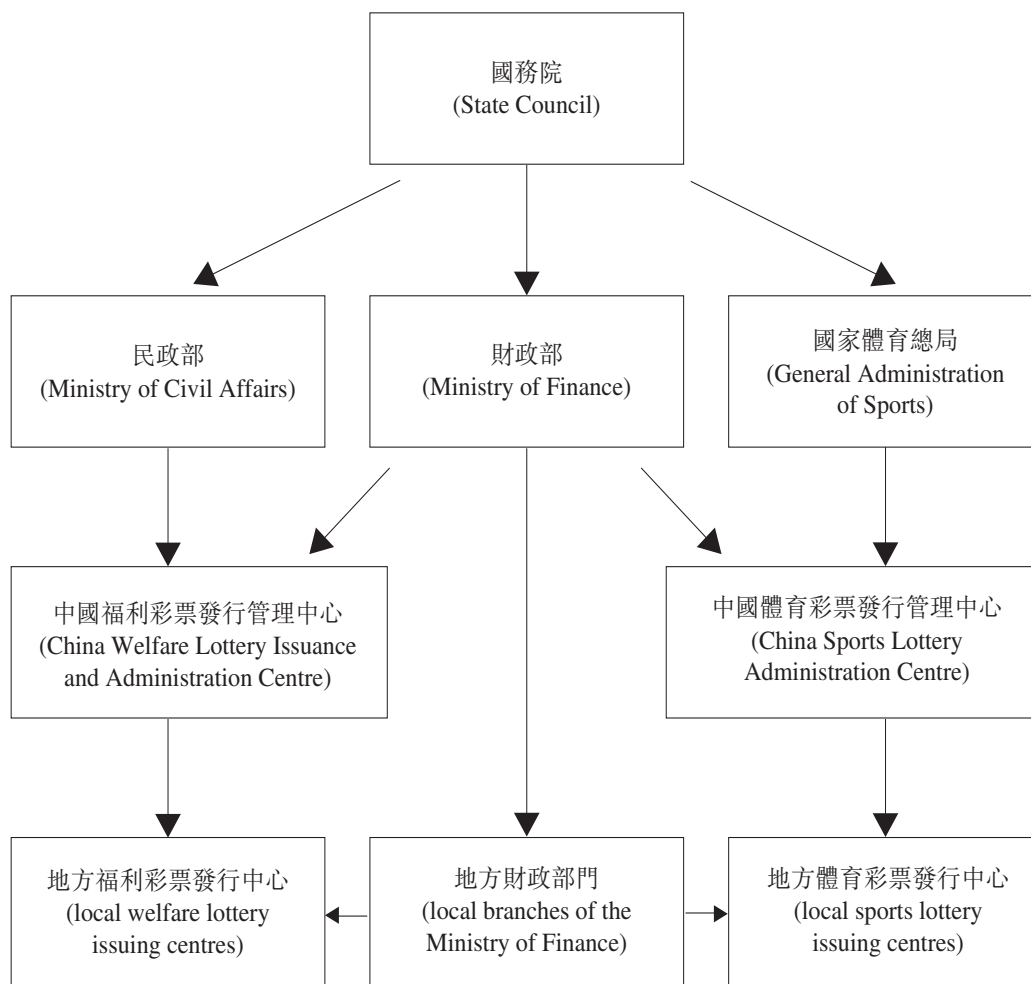 國務院
(State Council)
民政部
(Ministry of Civil Affairs)
財政部
(Ministry of Finance)
國家體育總局
(General Administration
of Sports)
中國福利彩票發行管理中心
(China Welfare Lottery Issuance
and Administration Centre)
中國體育彩票發行管理中心
(China Sports Lottery
Administration Centre)
地方福利彩票發行中心
(local welfare lottery
issuing centres)
地方財政部門
(local branches of the
Ministry of Finance)
地方體育彩票發行中心
(local sports lottery
issuing centres)